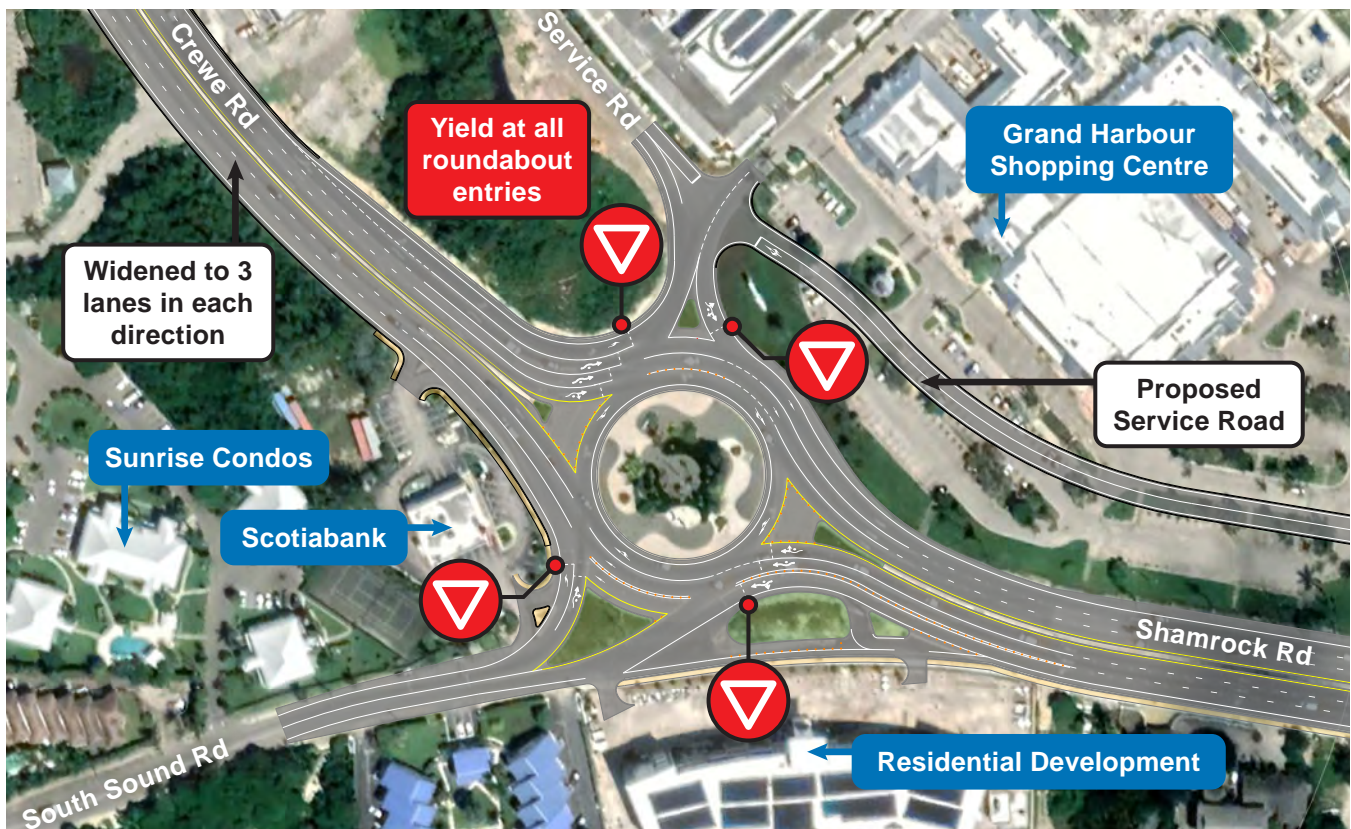 Crewe Rd
Service Rd
Yield at all
roundabout
entries
Grand Harbour
Shopping Centre
Widened to 3
lanes in each
direction
Proposed
Service Road
Sunrise Condos
Scotiabank
Shamrock Rd
Residential Development
South Sound Rd